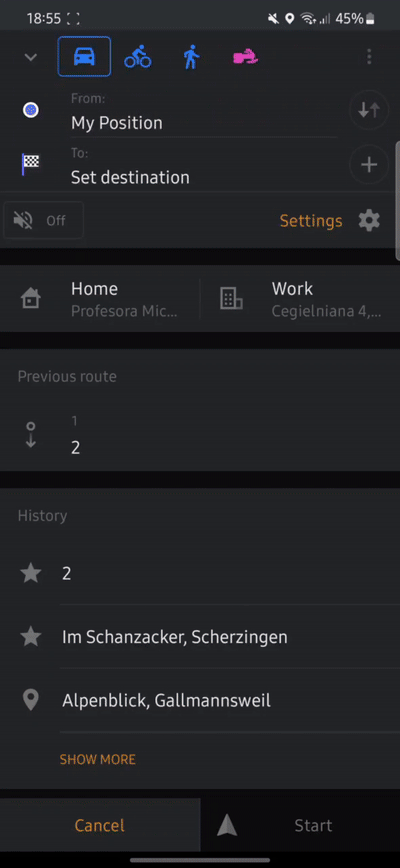 18:55
45%
From:
My Position
To:
Set destination
Off
Settings
Home
Work
Profesora Mic...
Cegielniana 4,...
Previous route
1
2
History
2
Im Schanzacker, Scherzingen
Alpenblick, Gallmannsweil
SHOW MORE
Cancel
Start